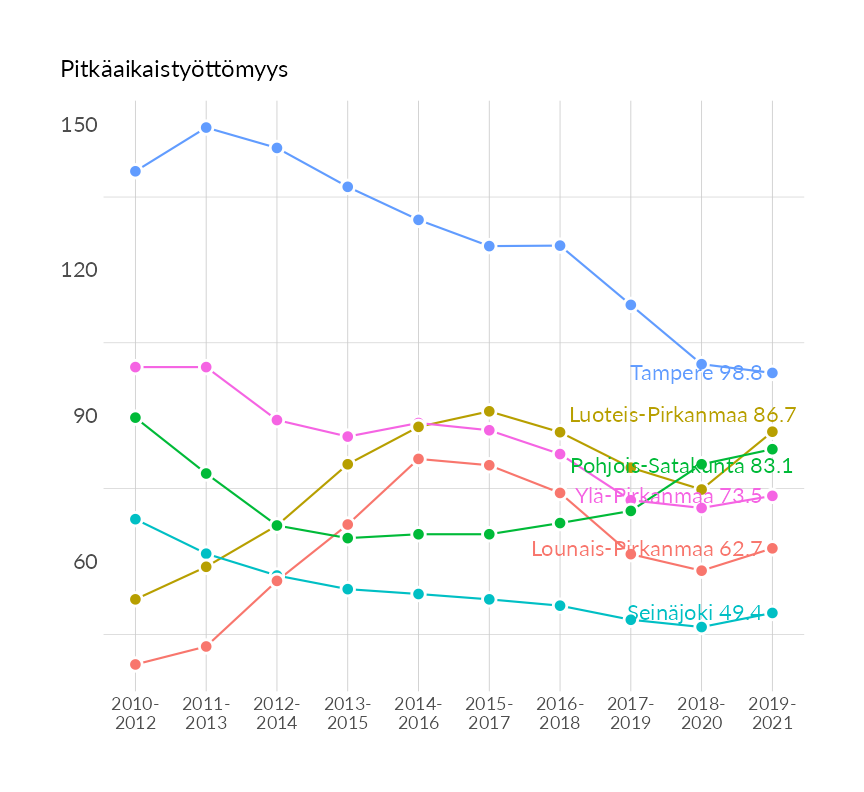 Pitkäaikaistyöttömyys
150
120
90
60
Tampere 98.8
Luoteis-Pirkanmaa 86.7
Pohjois-Satakunta 83.1
Ylä-Pirkanmaa 73.5
Lounais-Pirkanmaa 62.7
Seinäjoki 49.4
2010- 2011- 2012- 2013- 2014- 2015- 2016- 2017- 2018- 2019-
2012 2013 2014 2015 2016 2017 2018 2019 2020 2021